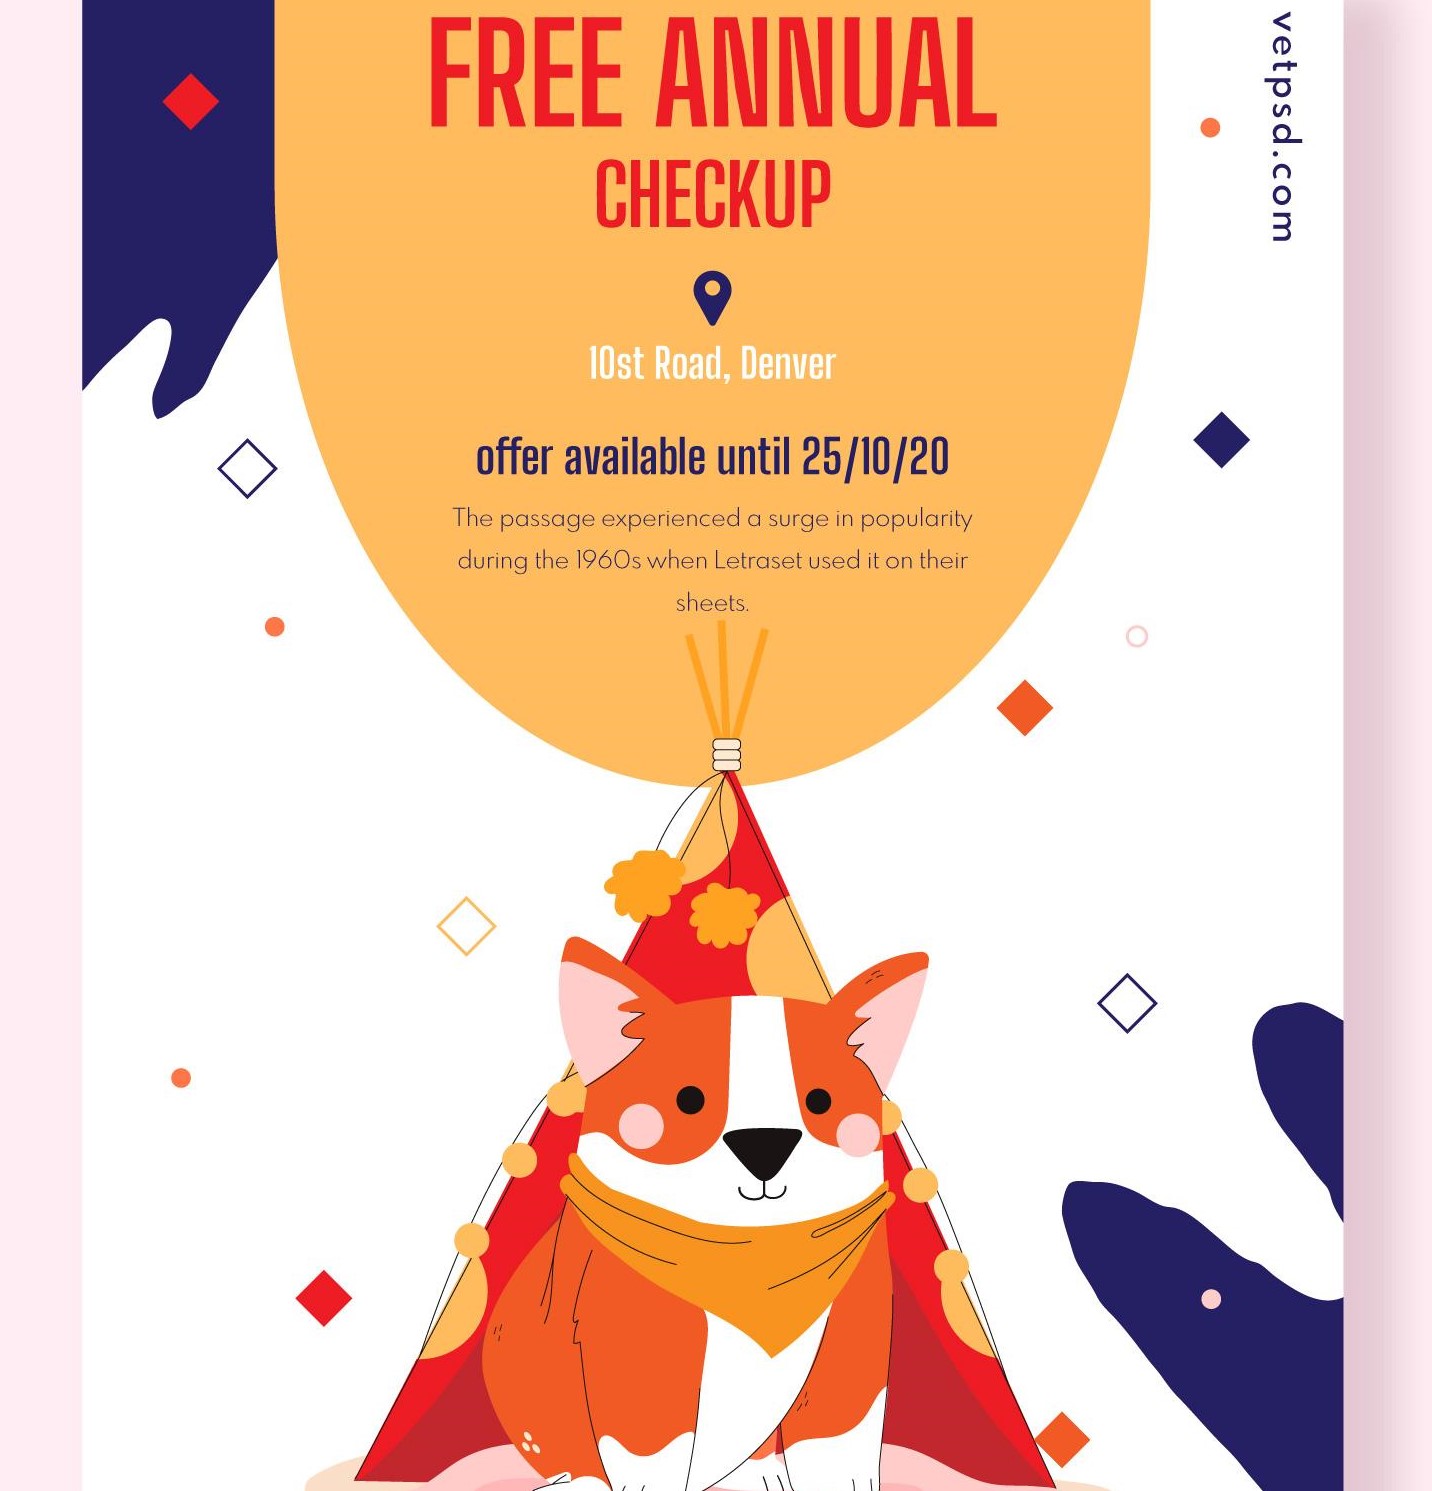 FREE ANNUAL
CHECKUP
10st Road, Denver
offer available until 25/10/20
The passage experienced a surge in popularity
during the 1960s when Letraset used it on their
sheets.
vetpsd.com